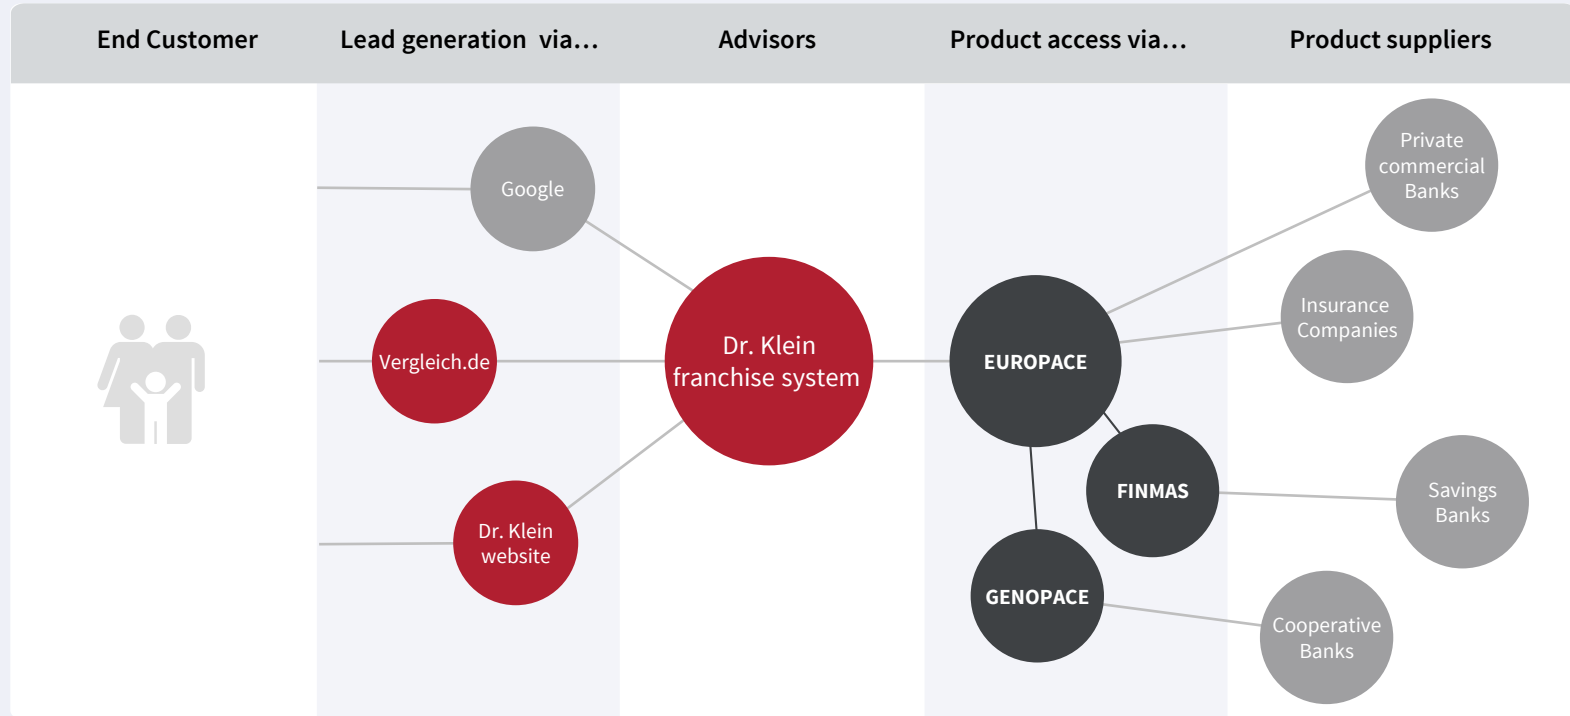 End Customer
Lead generation via...
Advisors
Product access via...
Product suppliers
Google
Vergleich.de
Dr. Klein
website
Dr. Klein
franchise system
EUROPACE
FINMAS
GENOPACE
Private
commercial
Banks
Insurance
Companies
Savings
Banks
Cooperative
Banks